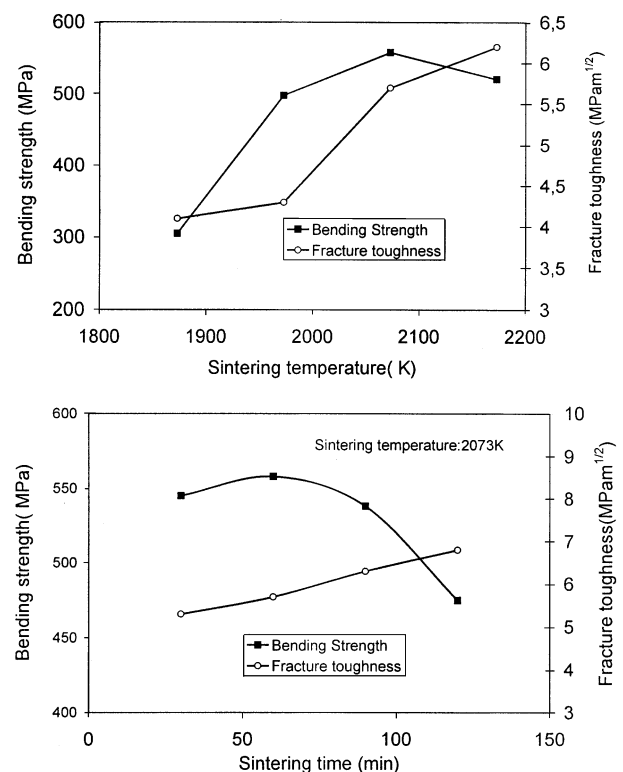 600
500
400
300
200
Bending strength (MPa)
6,5
6
5,5
5
4,5
4
3,5
3
Fracture toughness (MPam1/2)
Bending Strength
Fracture toughness
1800 1900 2000 2100 2200
Sintering temperature( K)
600
550
500
450
400
Bending strength( MPa)
10
9
8
7
6
5
4
3
Fracture toughness(MPam1/2)
Sintering temperature:2073K
Bending Strength
Fracture toughness
0 50 100 150
Sintering time (min)